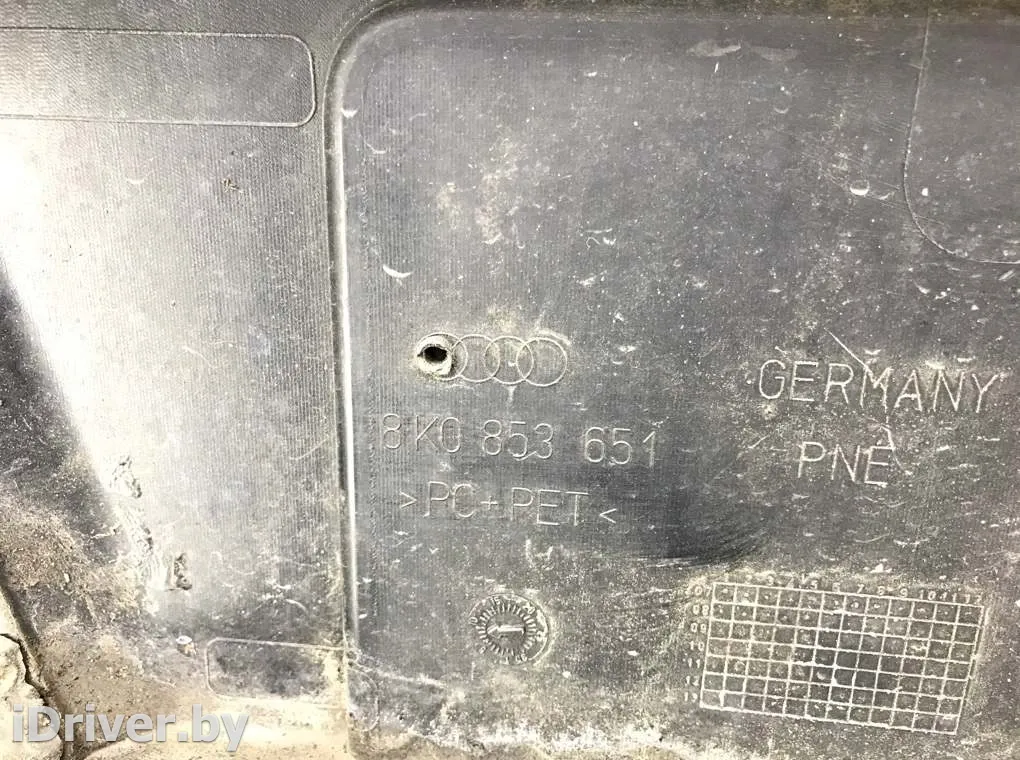 GERMANY
8K0 853 651
PNE
>PC+PET<
iDriver.by